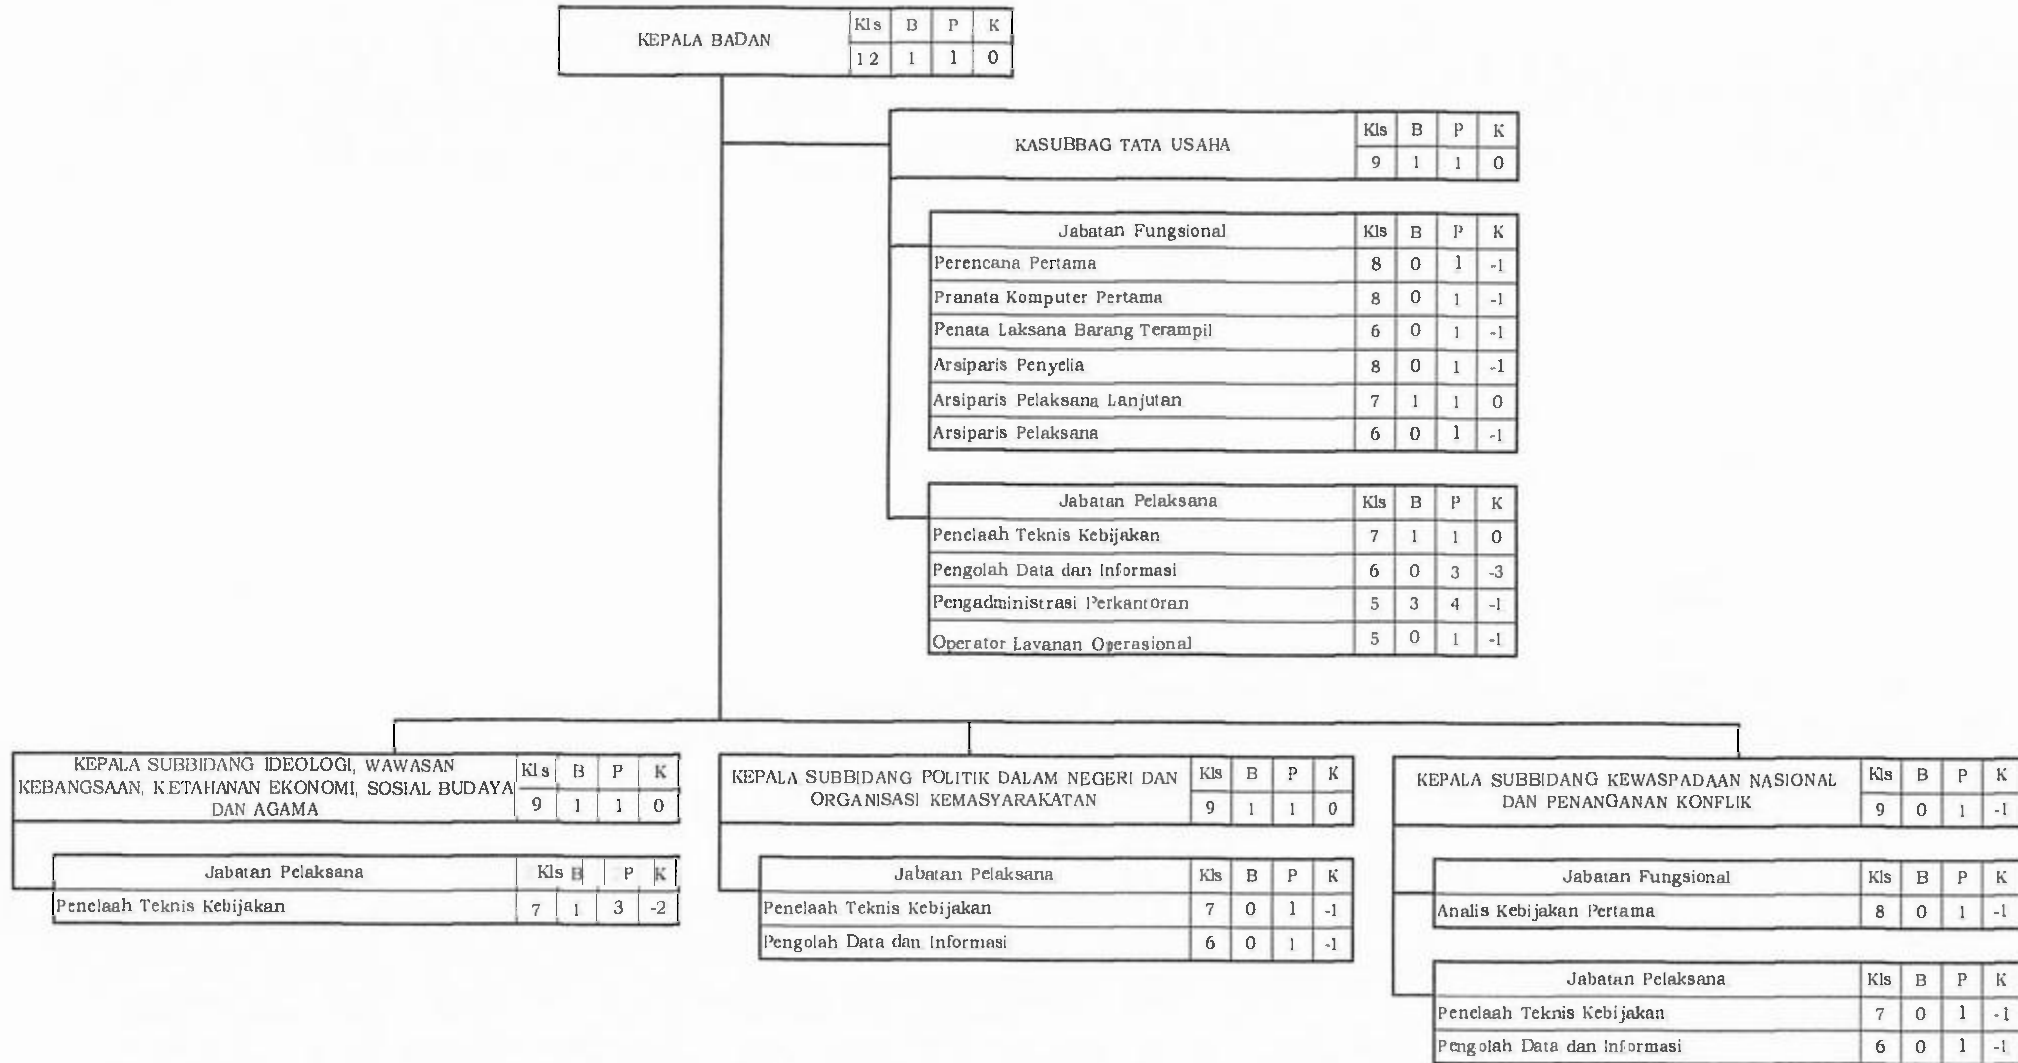 KEPALA BADAN Kls B P K
12 1 1 0
KASUBBAG TATA USAHA Kls B P K
9 1 1 0
Jabatan Fungsional Kls B P K
Perencana Pertama 8 0 1 -1
Pranata Komputer Pertama 8 0 1 -1
Penata Laksana Barang Terampil 6 0 1 -1
Arsiparis Penyelia 8 0 1 -1
Arsiparis Pelaksana Lanjutan 7 1 1 0
Arsiparis Pelaksana 6 0 1 -1
Jabatan Pelaksana Kls B P K
Penelaah Teknis Kebijakan 7 1 1 0
Pengolah Data dan Informasi 6 0 3 -3
Pengadministrasi Perkantoran 5 3 4 -1
Operator Layanan Operasional 5 0 1 -1
KEPALA SUBBIDANG IDEOLOGI, WAWASAN
KEBANGSAAN, KETAHANAN EKONOMI, SOSIAL BUDAYA
DAN AGAMA
Kls B P K
9 1 1 0
Jabatan Pelaksana Kls B P K
Penelaah Teknis Kebijakan 7 1 3 -2
KEPALA SUBBIDANG POLITIK DALAM NEGERI DAN
ORGANISASI KEMASYARAKATAN
Kls B P K
9 1 1 0
Jabatan Pelaksana Kls B P K
Penelaah Teknis Kebijakan 7 0 1 -1
Pengolah Data dan Informasi 6 0 1 -1
KEPALA SUBBIDANG KEWASPADAAN NASIONAL
DAN PENANGANAN KONFLIK
Kls B P K
9 0 1 -1
Jabatan Fungsional Kls B P K
Analis Kebijakan Pertama 8 0 1 -1
Jabatan Pelaksana Kls B P K
Penelaah Teknis Kebijakan 7 0 1 -1
Pengolah Data dan Informasi 6 0 1 -1